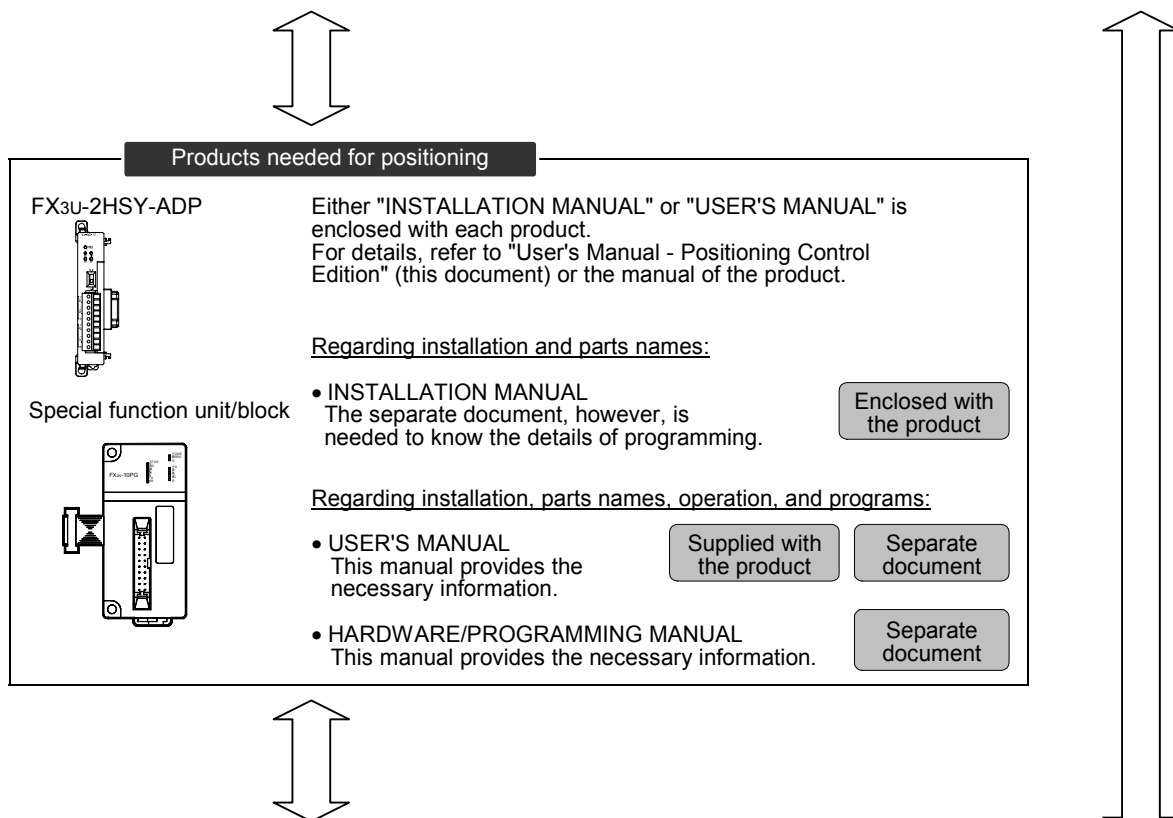 Products needed for positioning
FX3U-2HSY-ADP
Either "INSTALLATION MANUAL" or "USER'S MANUAL" is
enclosed with each product.
For details, refer to "User's Manual - Positioning Control
Edition" (this document) or the manual of the product.
Regarding installation and parts names:
• INSTALLATION MANUAL
The separate document, however, is
needed to know the details of programming.
Enclosed with
the product
Special function unit/block
FX3U-10PG
Regarding installation, parts names, operation, and programs:
• USER'S MANUAL
This manual provides the
necessary information.
Supplied with
the product
Separate
document
• HARDWARE/PROGRAMMING MANUAL
This manual provides the necessary information.
Separate
document